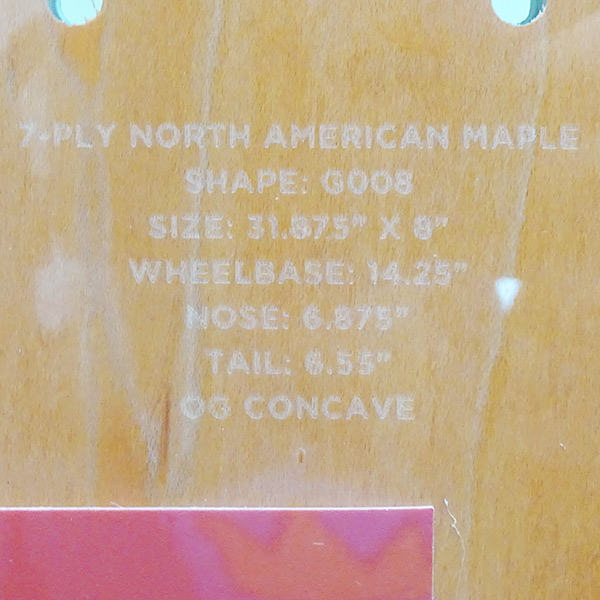 7-PLY NORTH AMERICAN MAPLE
SHAPE: G008
SIZE: 31.875" X 8"
WHEELBASE: 14.25"
NOSE: 6.875"
TAIL: 6.55"
OG CONCAVE